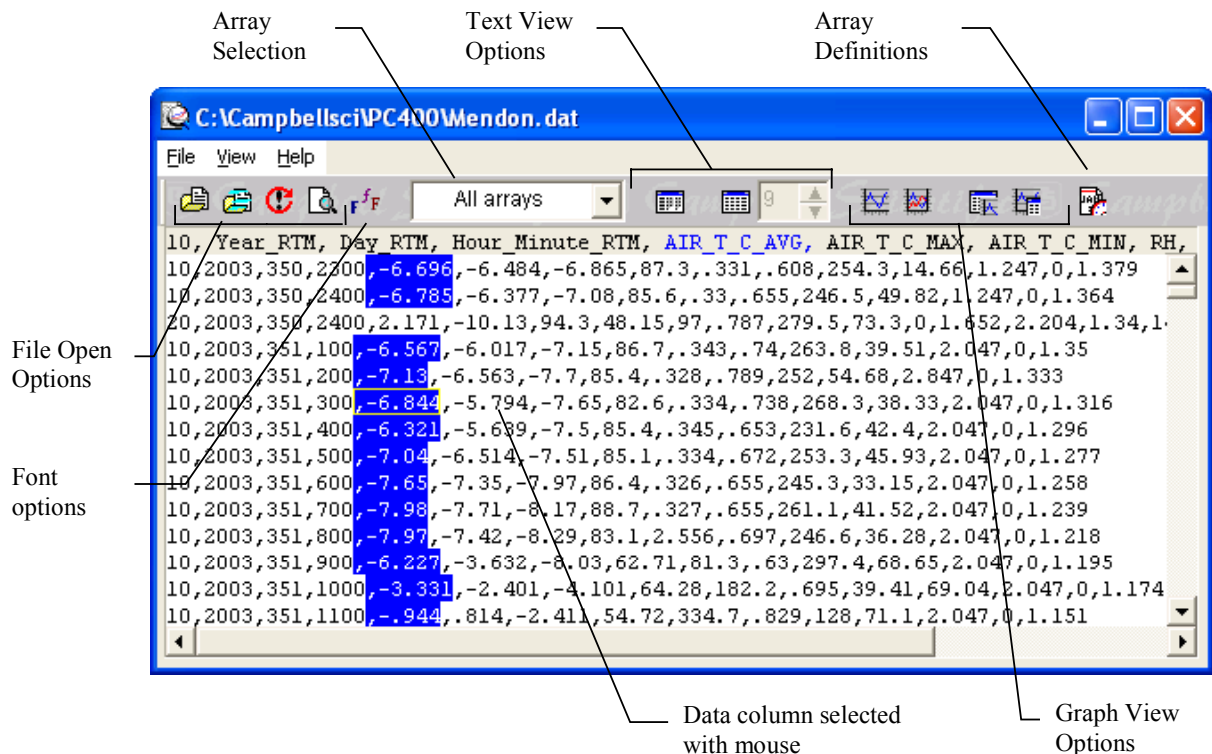 Array
Selection
Text View
Options
Array
Definitions
C:\Campbellsci\PC400\Mendon.dat
File View Help
F f F
All arrays
9
10, Year_RTM, Day_RTM, Hour_Minute_RTM, AIR_T_C_AVG, AIR_T_C_MAX, AIR_T_C_MIN, RH,
10,2003,350,2300,-6.696,-6.484,-6.865,87.3,.331,.608,254.3,14.66,1.247,0,1.379
10,2003,350,2400,-6.785,-6.377,-7.08,85.6,.33,.655,246.5,49.82,1.247,0,1.364
20,2003,350,2400,2.171,-10.13,94.3,48.15,97,.787,279.5,73.3,0,1.652,2.204,1.34,1
10,2003,351,100,-6.567,-6.017,-7.15,86.7,.343,.74,263.8,39.51,2.047,0,1.35
10,2003,351,200,-7.13,-6.563,-7.7,85.4,.328,.789,252,54.68,2.847,0,1.333
10,2003,351,300,-6.844,-5.794,-7.65,82.6,.334,.738,268.3,38.33,2.047,0,1.316
10,2003,351,400,-6.321,-5.639,-7.5,85.4,.345,.653,231.6,42.4,2.047,0,1.296
10,2003,351,500,-7.04,-6.514,-7.51,85.1,.334,.672,253.3,45.93,2.047,0,1.277
10,2003,351,600,-7.65,-7.35,-7.97,86.4,.326,.655,245.3,33.15,2.047,0,1.258
10,2003,351,700,-7.98,-7.71,-8.17,88.7,.327,.655,261.1,41.52,2.047,0,1.239
10,2003,351,800,-7.97,-7.42,-8.29,83.1,2.556,.697,246.6,36.28,2.047,0,1.218
10,2003,351,900,-6.227,-3.632,-8.03,62.71,81.3,.63,297.4,68.65,2.047,0,1.195
10,2003,351,1000,-3.331,-2.401,-4.101,64.28,182.2,.695,39.41,69.04,2.047,0,1.174
10,2003,351,1100,-.944,.814,-2.411,54.72,334.7,.829,128,71.1,2.047,0,1.151
File Open
Options
Font
options
Data column selected
with mouse
Graph View
Options